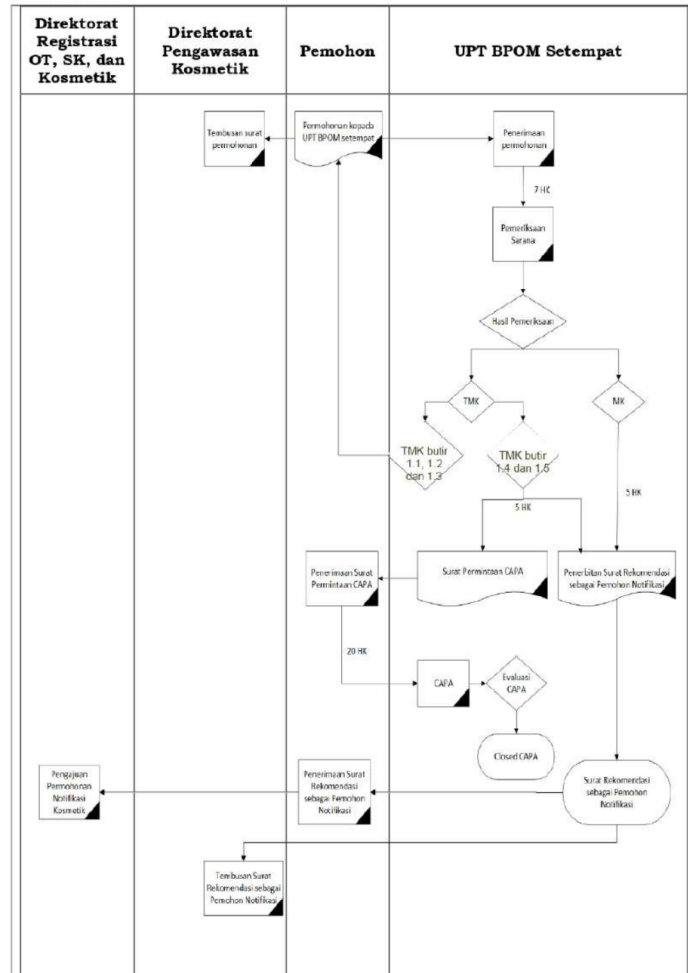 Direktorat
Registrasi
OT, SK, dan
Kosmetik
Direktorat
Pengawasan
Kosmetik
Pemohon
UPT BPOM Setempat
Tembusan surat
permohonan
Permohonan kepada
UPT BPOM setempat
Penerimaan
permohonan
7 HK
Pemeriksaan
Sarana
Hasil Pemeriksaan
TMK
MK
TMK butir
1.1, 1.2
dan 1.3
TMK butir
1.4 dan 1.5
5 HK
5 HK
Penerimaan Surat
Permintaan CAPA
Surat Permintaan CAPA
Penerbitan Surat Rekomendasi
sebagai Pemohon Notifikasi
20 HK
CAPA
Evaluasi
CAPA
Closed CAPA
Pengajuan
Permohonan
Notifikasi
Kosmetik
Penerimaan Surat
Rekomendasi
sebagai Pemohon
Notifikasi
Surat Rekomendasi
sebagai Pemohon
Notifikasi
Tembusan Surat
Rekomendasi sebagai
Pemohon Notifikasi